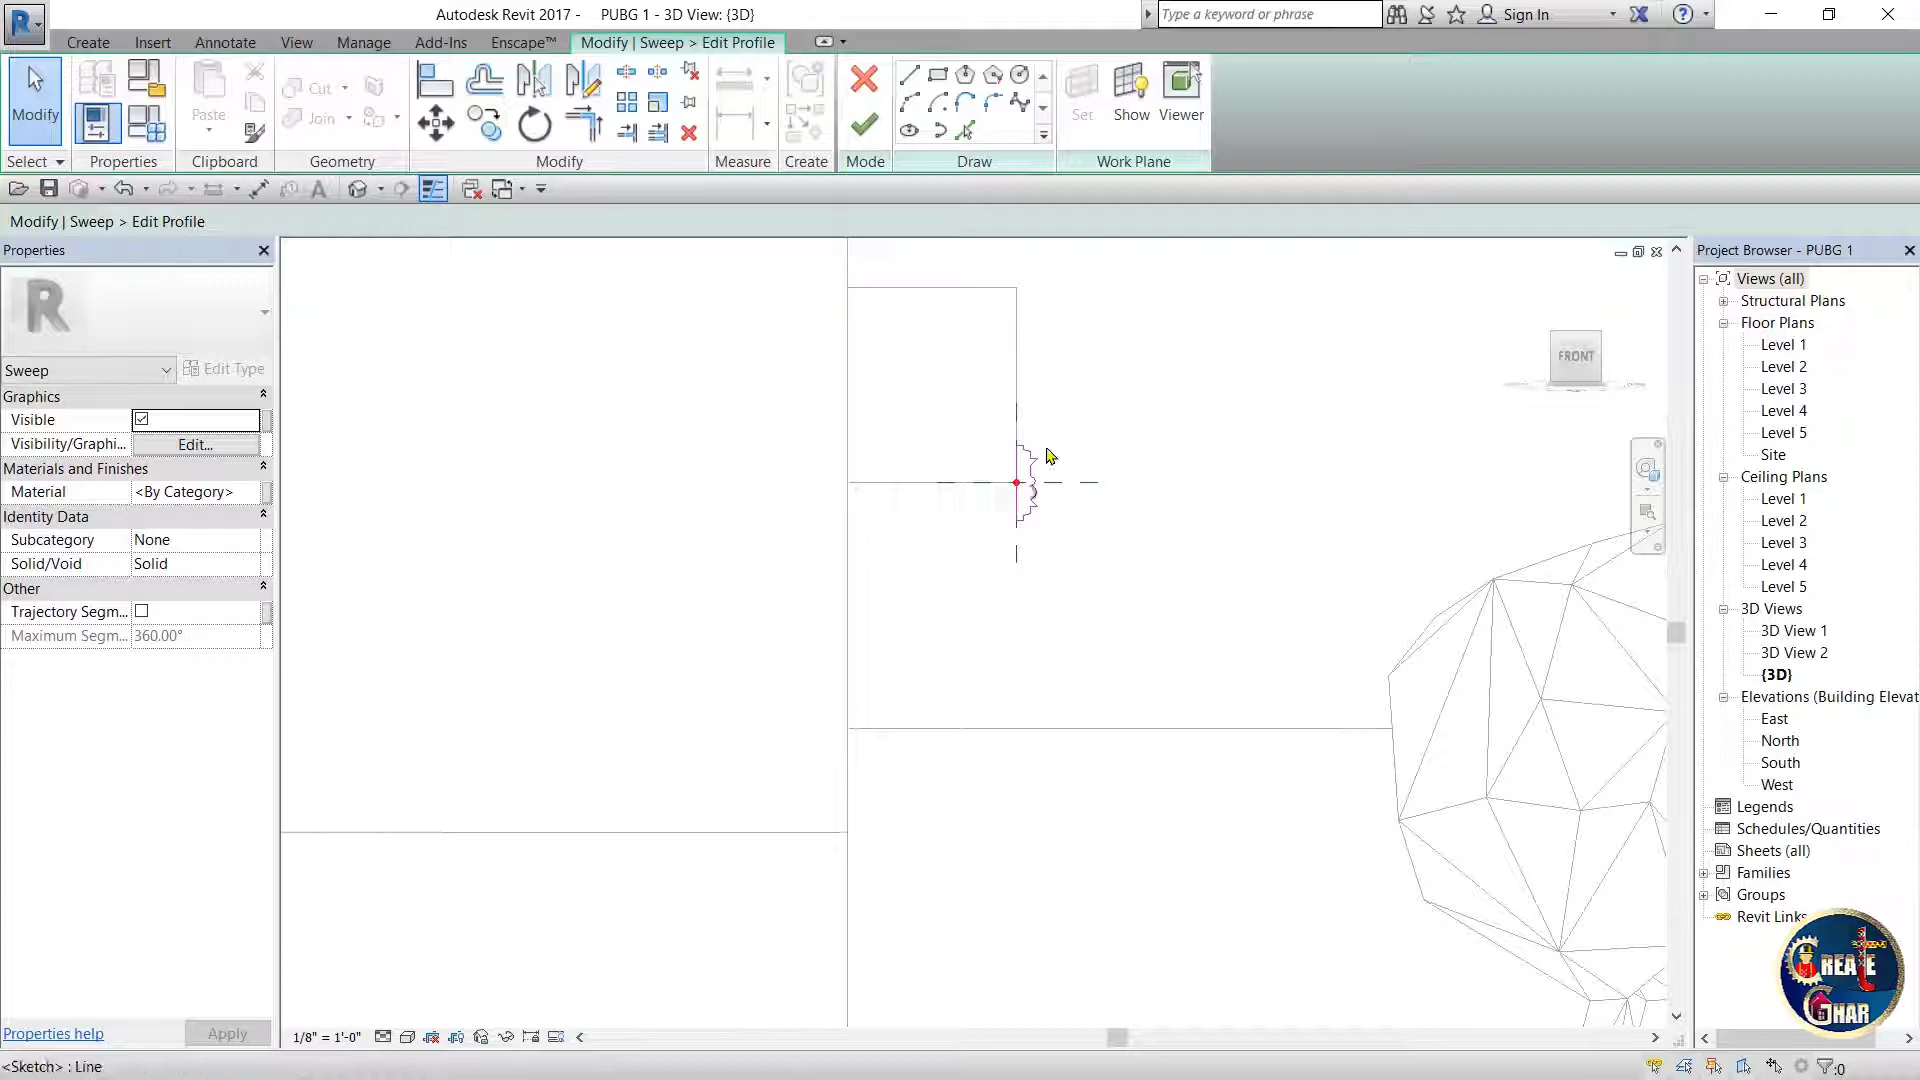 Autodesk Revit 2017 - PUBG 1 - 3D View: {3D}
Type a keyword or phrase
Sign In
Create Insert Annotate View Manage Add-Ins Enscape™ Modify | Sweep > Edit Profile
Modify
Paste
Cut
Join
Set Show Viewer
Select Properties Clipboard Geometry Modify Measure Create Mode Draw Work Plane
Modify | Sweep > Edit Profile
Properties
Sweep
Edit Type
Graphics
Visible
Visibility/Graphi... Edit...
Materials and Finishes
Material <By Category>
Identity Data
Subcategory None
Solid/Void Solid
Other
Trajectory Segm...
Maximum Segm... 360.00°
Properties help
Apply
FRONT
1/8" = 1'-0"
Project Browser - PUBG 1
Views (all)
Structural Plans
Floor Plans
Level 1
Level 2
Level 3
Level 4
Level 5
Site
Ceiling Plans
Level 1
Level 2
Level 3
Level 4
Level 5
3D Views
3D View 1
3D View 2
{3D}
Elevations (Building Elevat
East
North
South
West
Legends
Schedules/Quantities
Sheets (all)
Families
Groups
Revit Links
CREATE
GHAR
<Sketch> : Line
:0